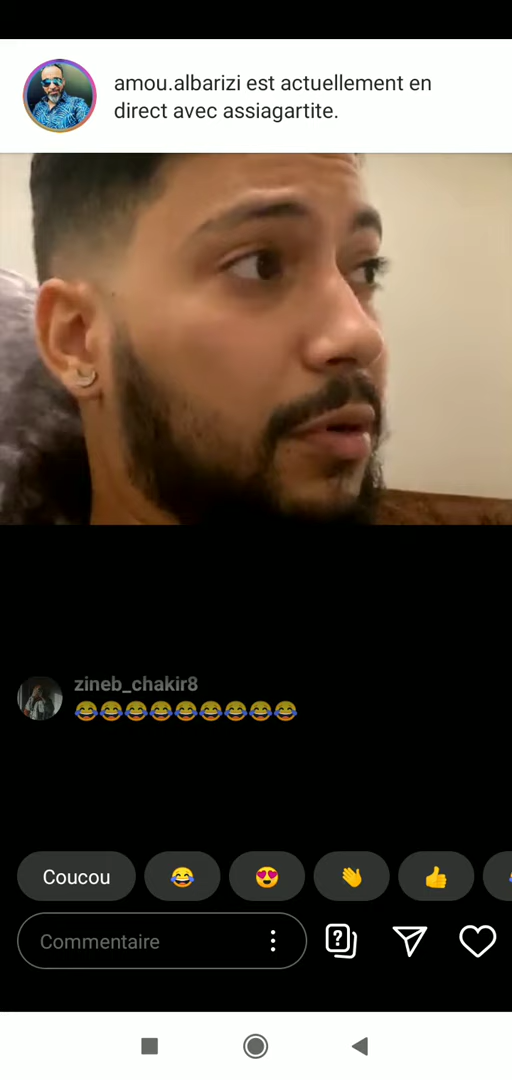 amou.albarizi est actuellement en
direct avec assiagartite.
zineb_chakir8
😂😂😂😂😂😂😂😂😂
Coucou 😂 😍 👏 👍
Commentaire